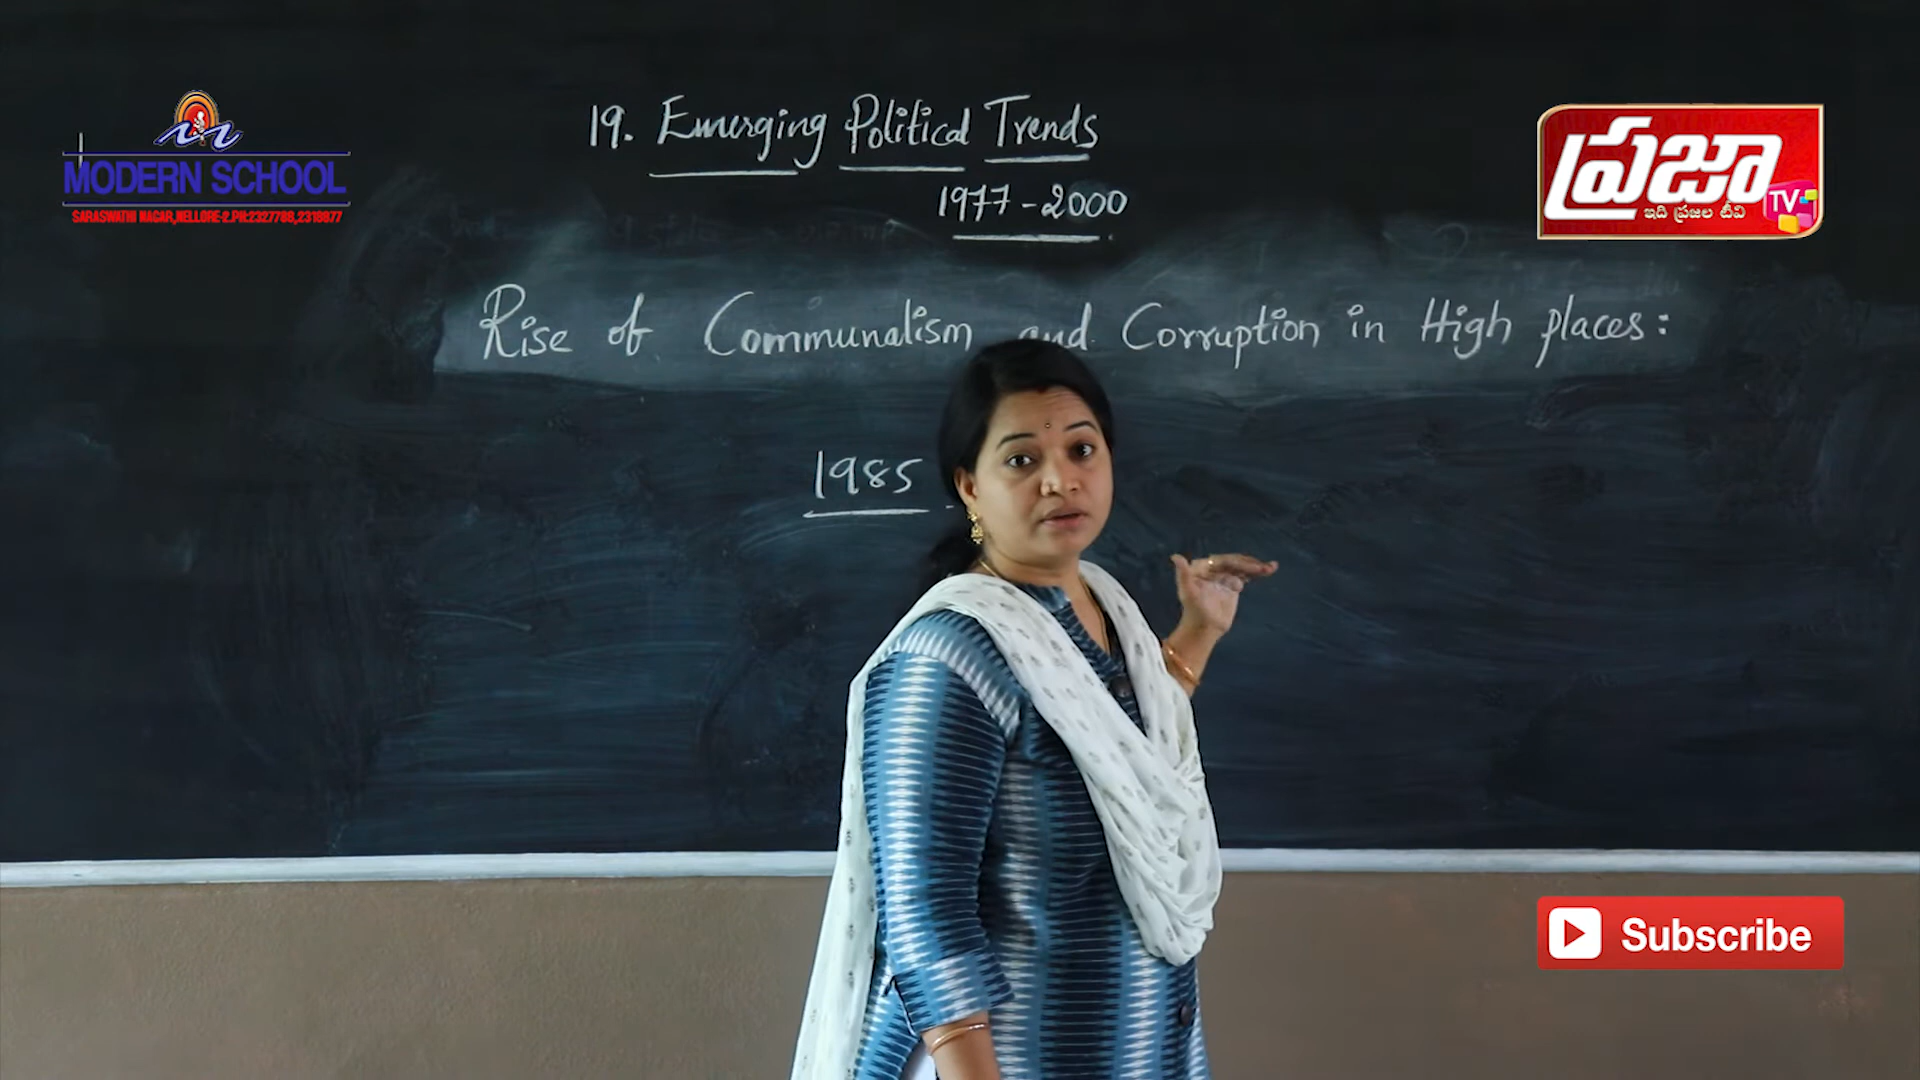 19. Emerging Political Trends
1977-2000
MODERN SCHOOL
SARASWATHI NAGAR,NELLORE-2.PH:2327788,2318877
ప్రజా
TV
ఇది ప్రజల టీవి
Rise of Communalism and Corruption in High places:
1985 -
Subscribe